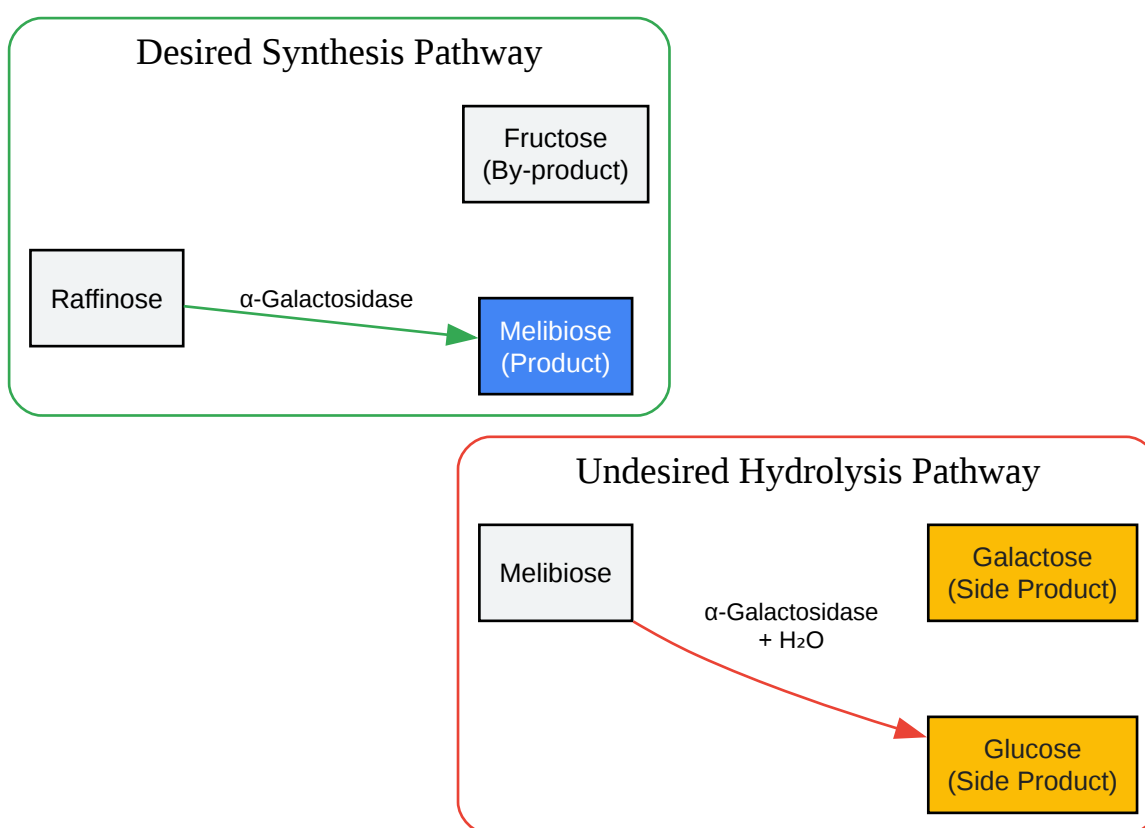 Desired Synthesis Pathway
Fructose
(By-product)
Raffinose
α-Galactosidase
Melibiose
(Product)
Undesired Hydrolysis Pathway
Melibiose
α-Galactosidase
+ H₂O
Galactose
(Side Product)
Glucose
(Side Product)